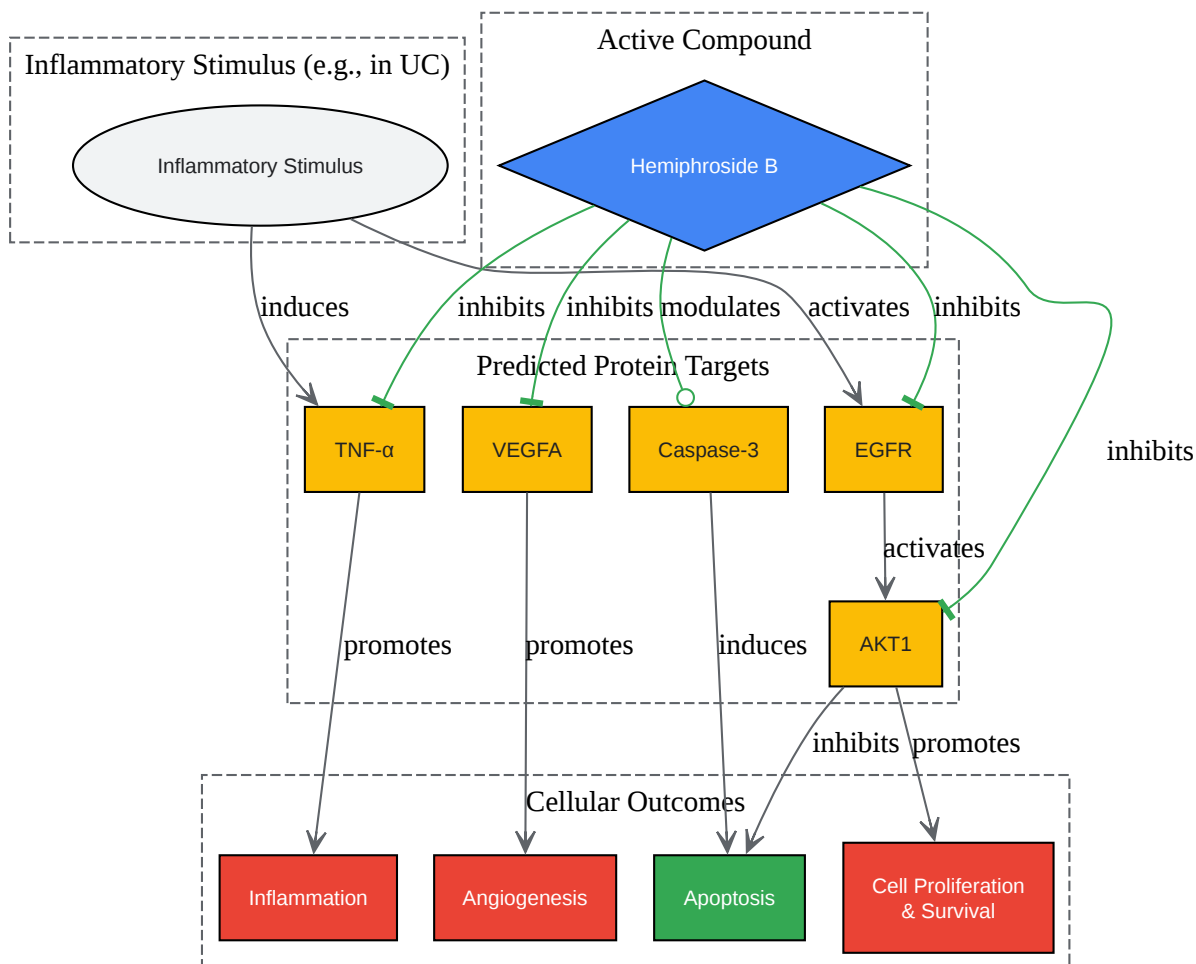 Active Compound
Inflammatory Stimulus (e.g., in UC)
Inflammatory Stimulus
Hemiphroside B
induces
inhibits
inhibits
modulates
activates
inhibits
Predicted Protein Targets
TNF-α
VEGFA
Caspase-3
EGFR
inhibits
activates
promotes
promotes
induces
AKT1
inhibits
promotes
Cellular Outcomes
Inflammation
Angiogenesis
Apoptosis
Cell Proliferation
& Survival